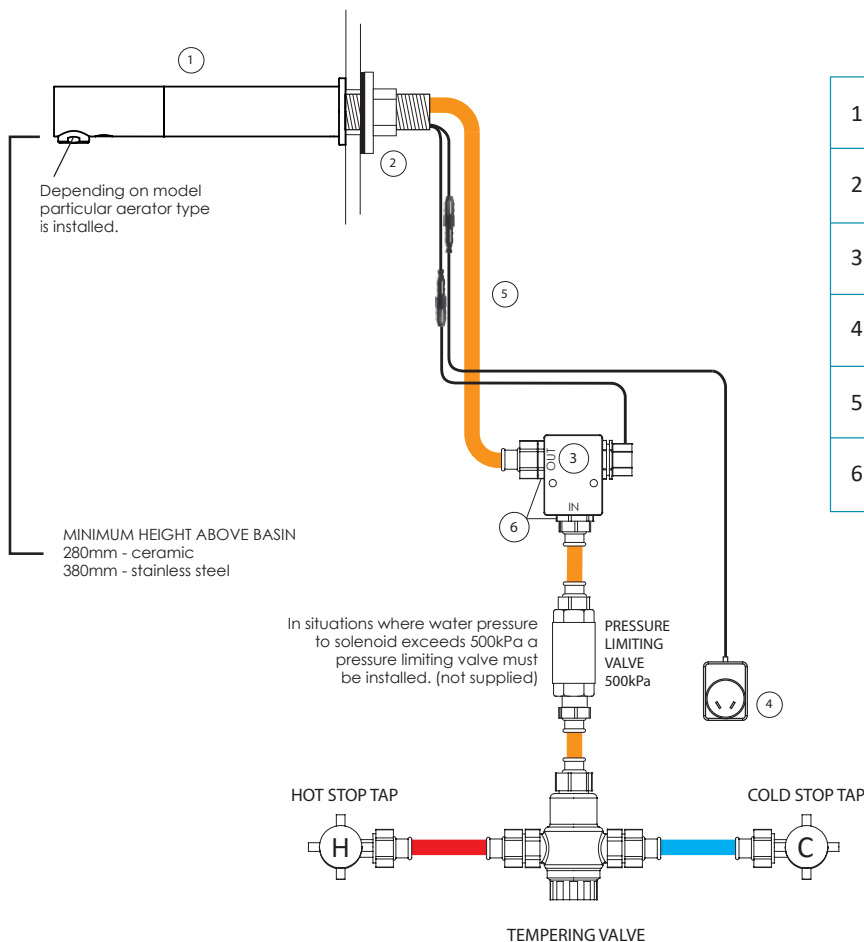 1
2
Depending on model
particular aerator type
is installed.
5
3
OUT
IN
6
MINIMUM HEIGHT ABOVE BASIN
280mm - ceramic
380mm - stainless steel
In situations where water pressure
to solenoid exceeds 500kPa a
pressure limiting valve must
be installed. (not supplied)
PRESSURE
LIMITING
VALVE
500kPa
4
HOT STOP TAP
COLD STOP TAP
H
C
TEMPERING VALVE
1
2
3
4
5
6